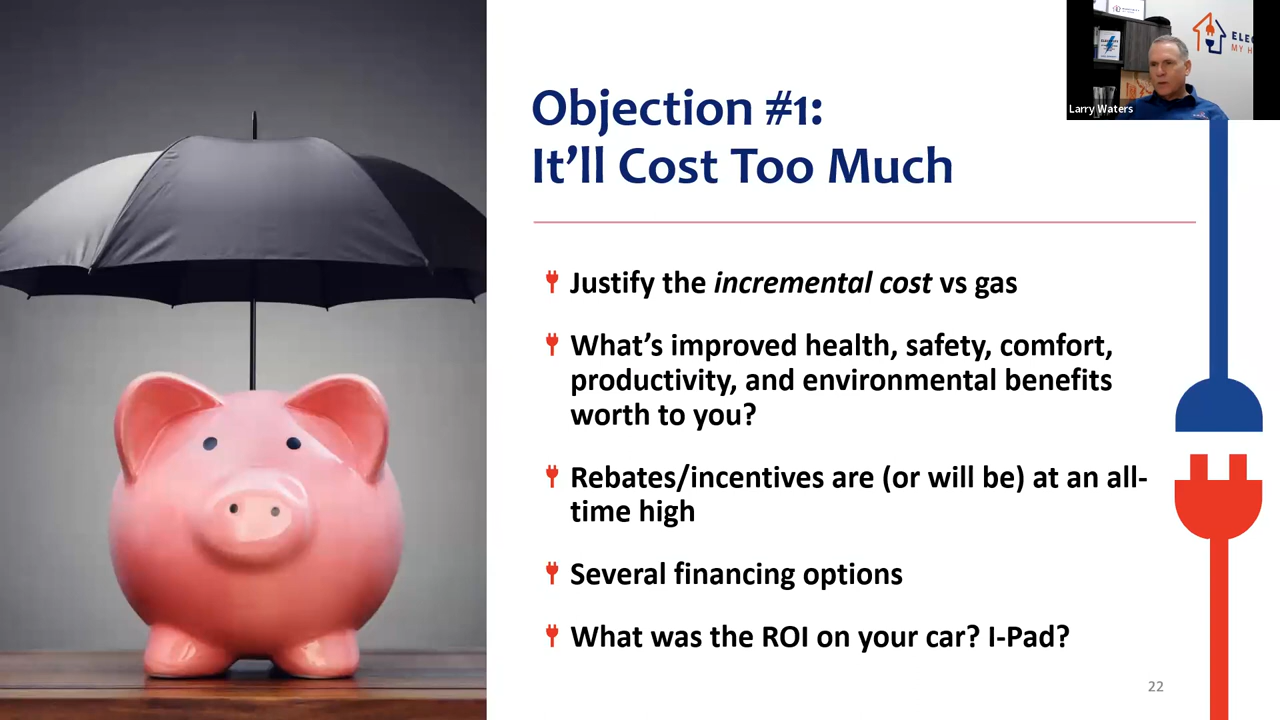 Objection #1:
It’ll Cost Too Much
Justify the incremental cost vs gas
What’s improved health, safety, comfort,
productivity, and environmental benefits
worth to you?
Rebates/incentives are (or will be) at an all-
time high
Several financing options
What was the ROI on your car? I-Pad?
22
Larry Waters
ELEC
MY H